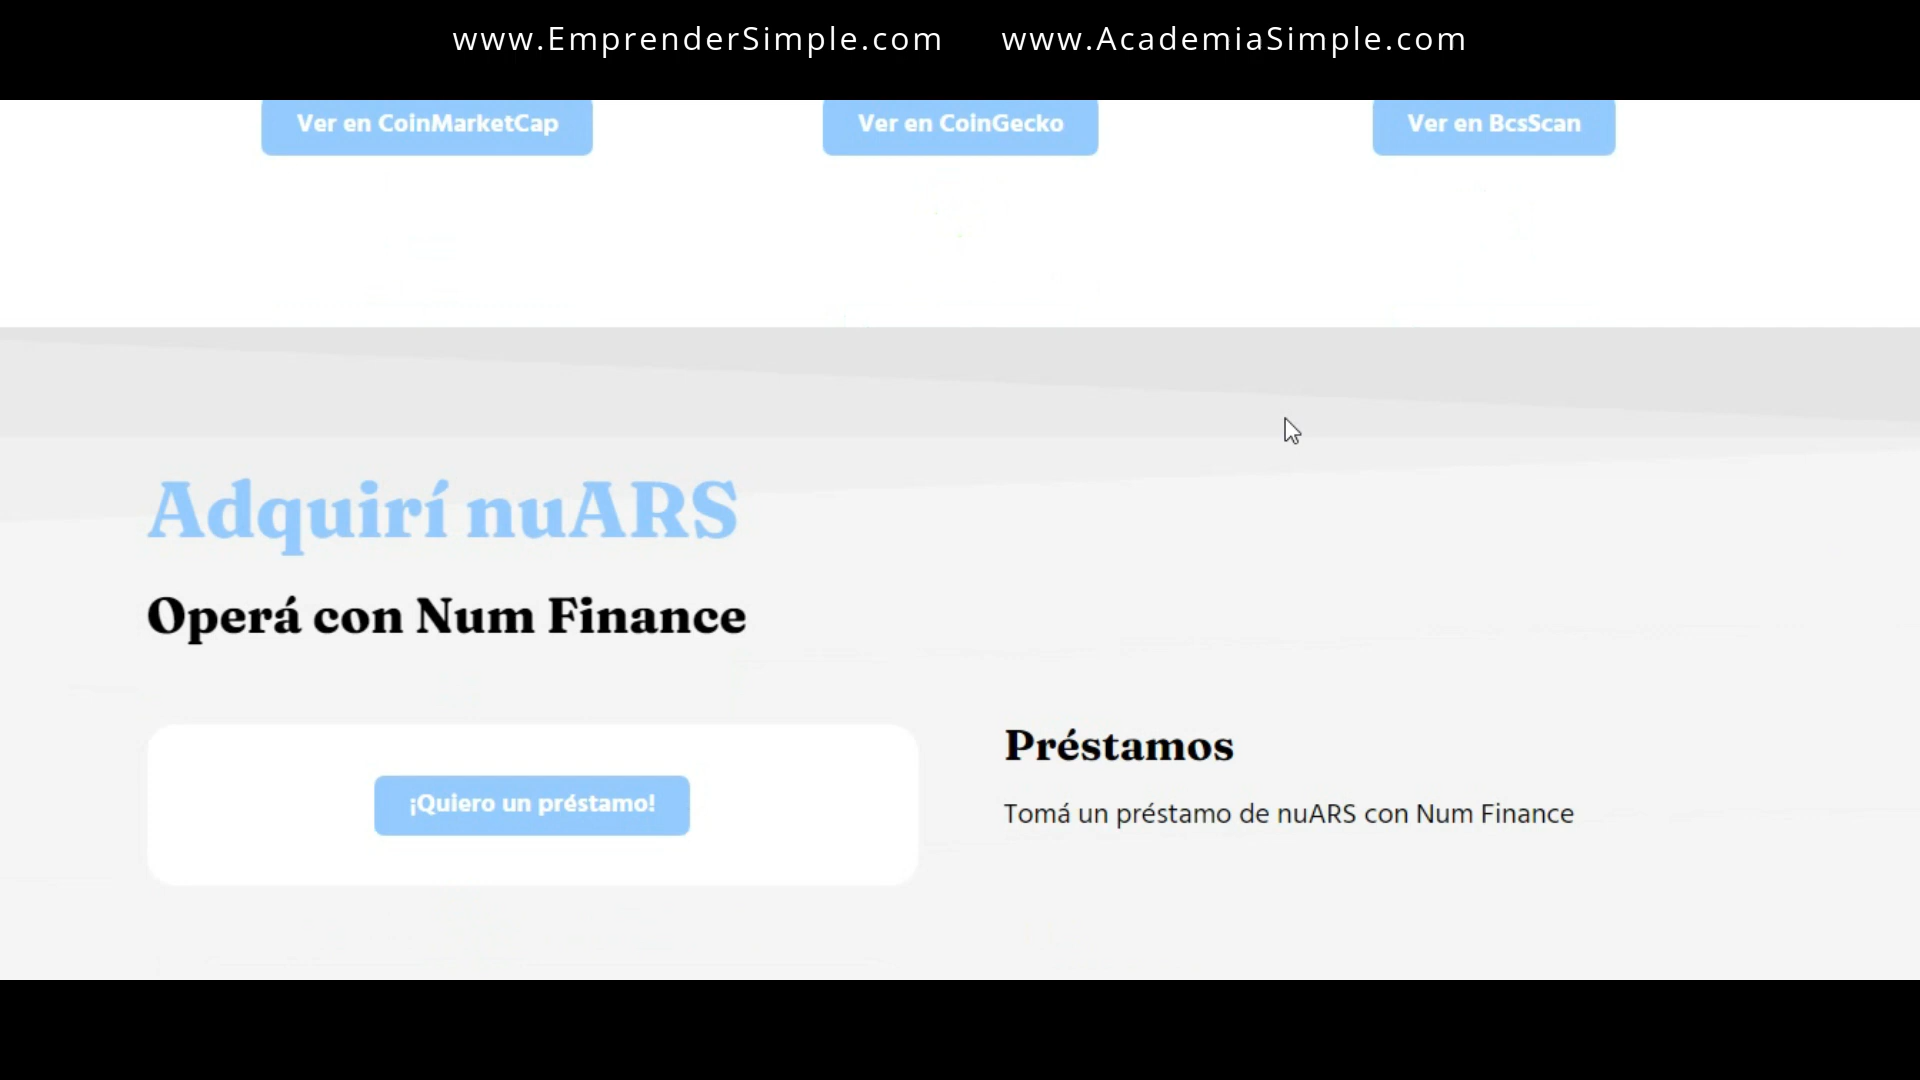 www.EmprenderSimple.com www.AcademiaSimple.com
Ver en CoinMarketCap Ver en CoinGecko Ver en BcsScan
Adquirí nuARS
Operá con Num Finance
¡Quiero un préstamo!
Préstamos
Tomá un préstamo de nuARS con Num Finance